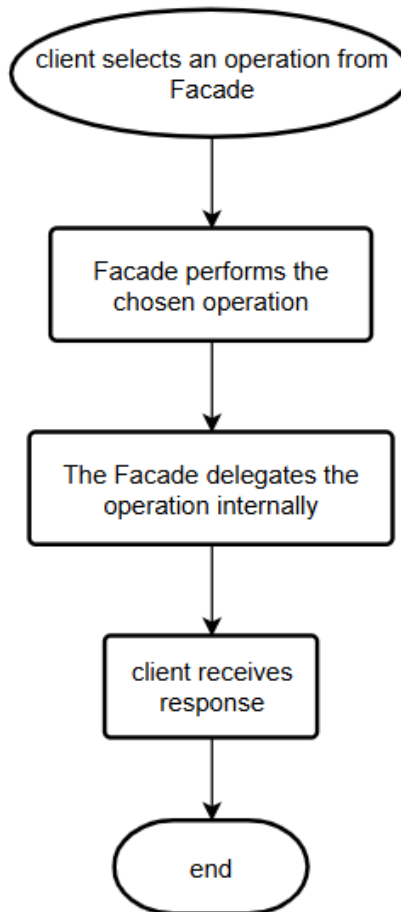 client selects an operation from
Facade
Facade performs the
chosen operation
The Facade delegates the
operation internally
client receives
response
end